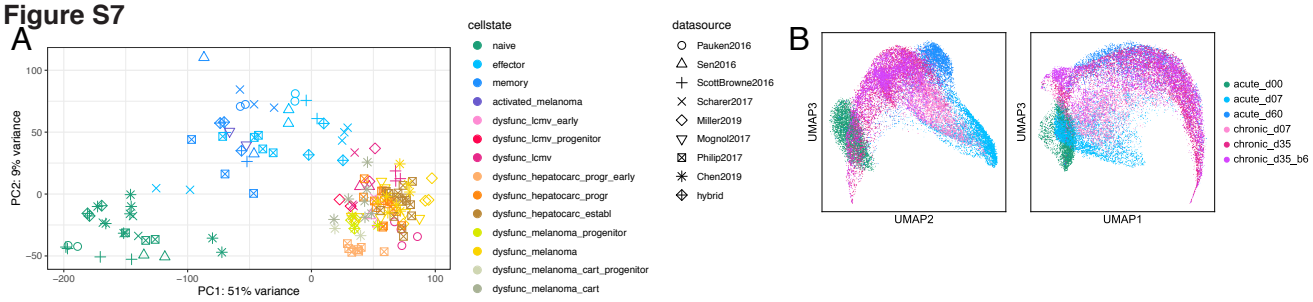 Figure S7
A
cellstate
naive
effector
memory
activated_melanoma
dysfunc_lcmv_early
dysfunc_lcmv_progenitor
dysfunc_lcmv
dysfunc_hepatocarc_progr_early
dysfunc_hepatocarc_progr
dysfunc_hepatocarc_establ
dysfunc_melanoma_progenitor
dysfunc_melanoma
dysfunc_melanoma_cart_progenitor
dysfunc_melanoma_cart
datasource
Pauken2016
Sen2016
ScottBrowne2016
Scharer2017
Miller2019
Mognol2017
Philip2017
Chen2019
hybrid
PC2: 9% variance
100
50
0
−50
−200
−100
0
100
PC1: 51% variance
B
UMAP3
UMAP2
UMAP3
UMAP1
acute_d00
acute_d07
acute_d60
chronic_d07
chronic_d35
chronic_d35_b6